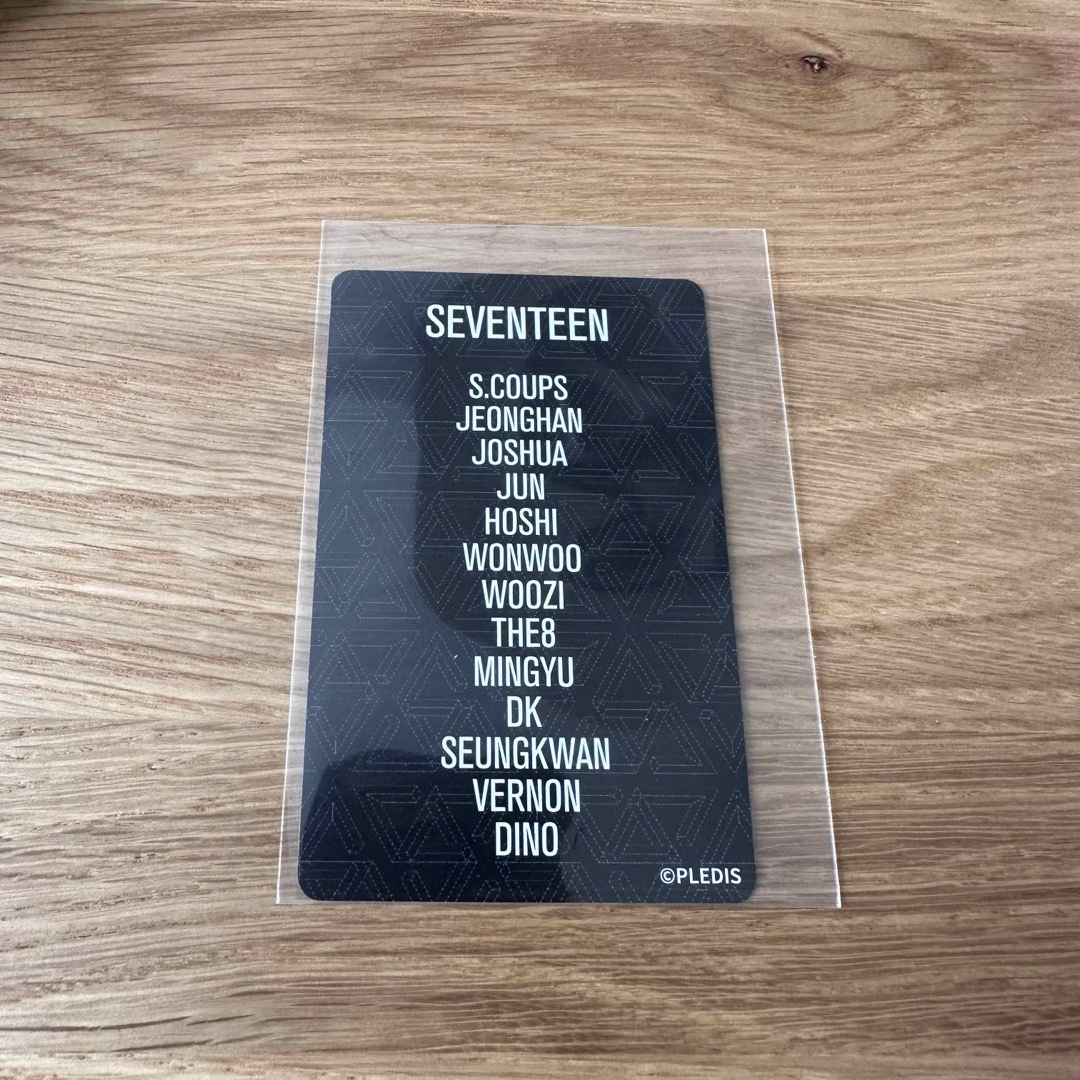 SEVENTEEN
S.COUPS
JEONGHAN
JOSHUA
JUN
HOSHI
WONWOO
WOOZI
THE8
MINGYU
DK
SEUNGKWAN
VERNON
DINO
©PLEDIS